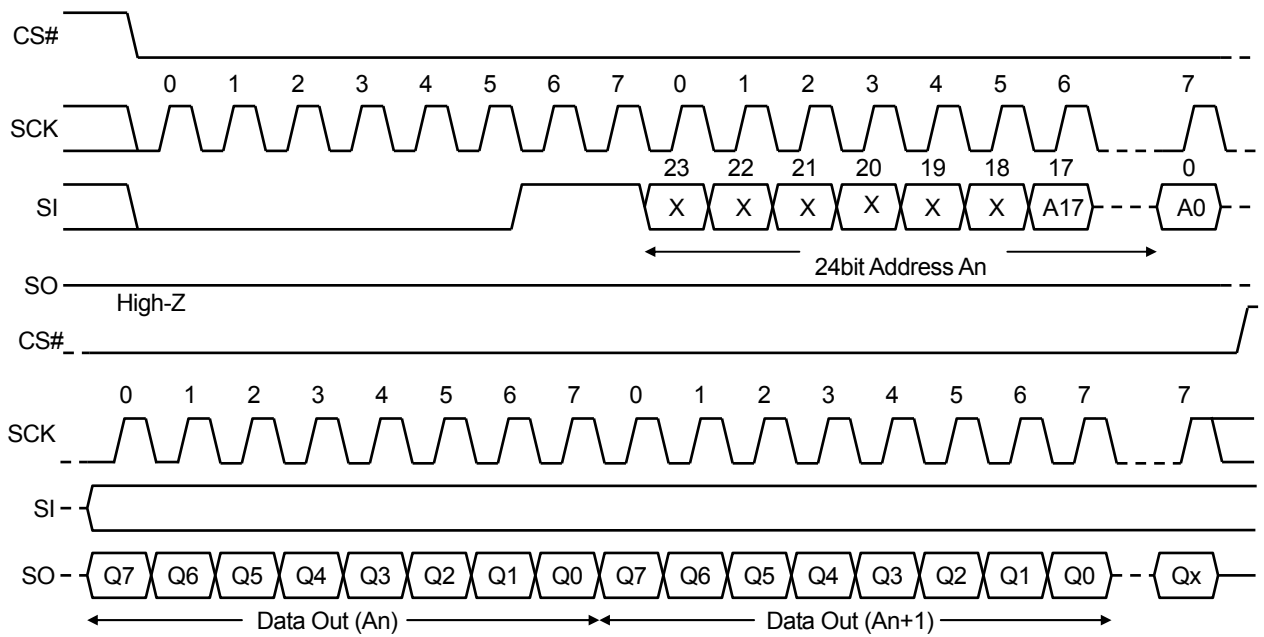 CS#
0 1 2 3 4 5 6 7 0 1 2 3 4 5 6 7
SCK
23 22 21 20 19 18 17 0
SI X X X X X X A17 A0
24bit Address An
SO
High-Z
CS#
0 1 2 3 4 5 6 7 0 1 2 3 4 5 6 7 7
SCK
SI
SO Q7 Q6 Q5 Q4 Q3 Q2 Q1 Q0 Q7 Q6 Q5 Q4 Q3 Q2 Q1 Q0 Qx
Data Out (An) Data Out (An+1)